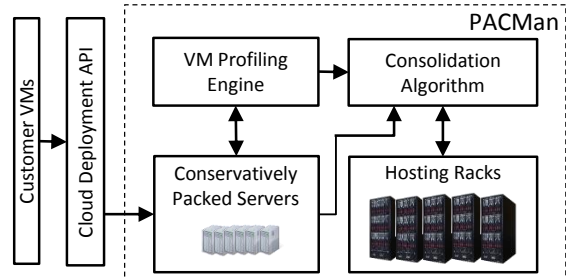 PACMan
Customer VMs
Cloud Deployment API
VM Profiling
Engine
Consolidation
Algorithm
Conservatively
Packed Servers
Hosting Racks